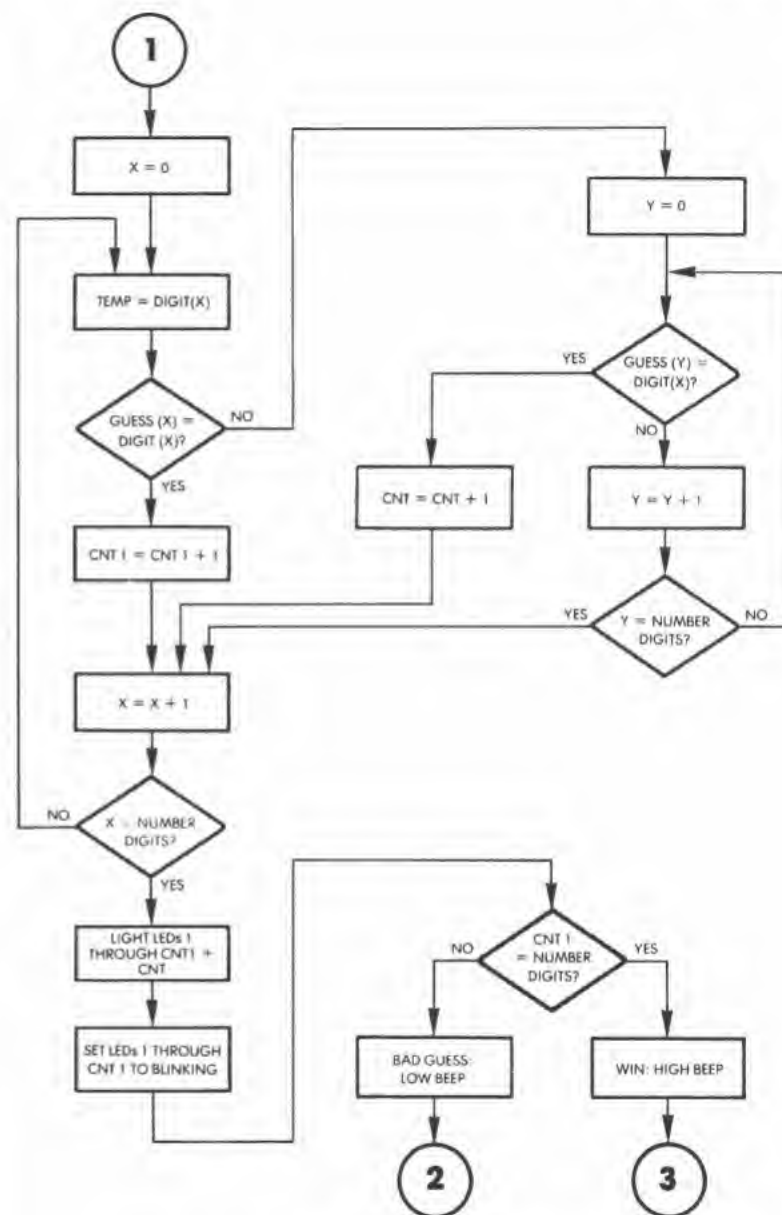 1
X = 0
TEMP = DIGIT(X)
GUESS (X) =
DIGIT (X)?
NO
YES
CNT 1 = CNT 1 + 1
X = X + 1
X = NUMBER
DIGITS?
NO
YES
LIGHT LEDs 1
THROUGH CNT1 +
CNT
SET LEDs 1 THROUGH
CNT 1 TO BLINKING
Y = 0
GUESS (Y) =
DIGIT(X)?
YES
NO
CNT = CNT + 1
Y = Y + 1
Y = NUMBER
DIGITS?
YES
NO
CNT 1
= NUMBER
DIGITS?
NO
YES
BAD GUESS:
LOW BEEP
WIN: HIGH BEEP
2
3